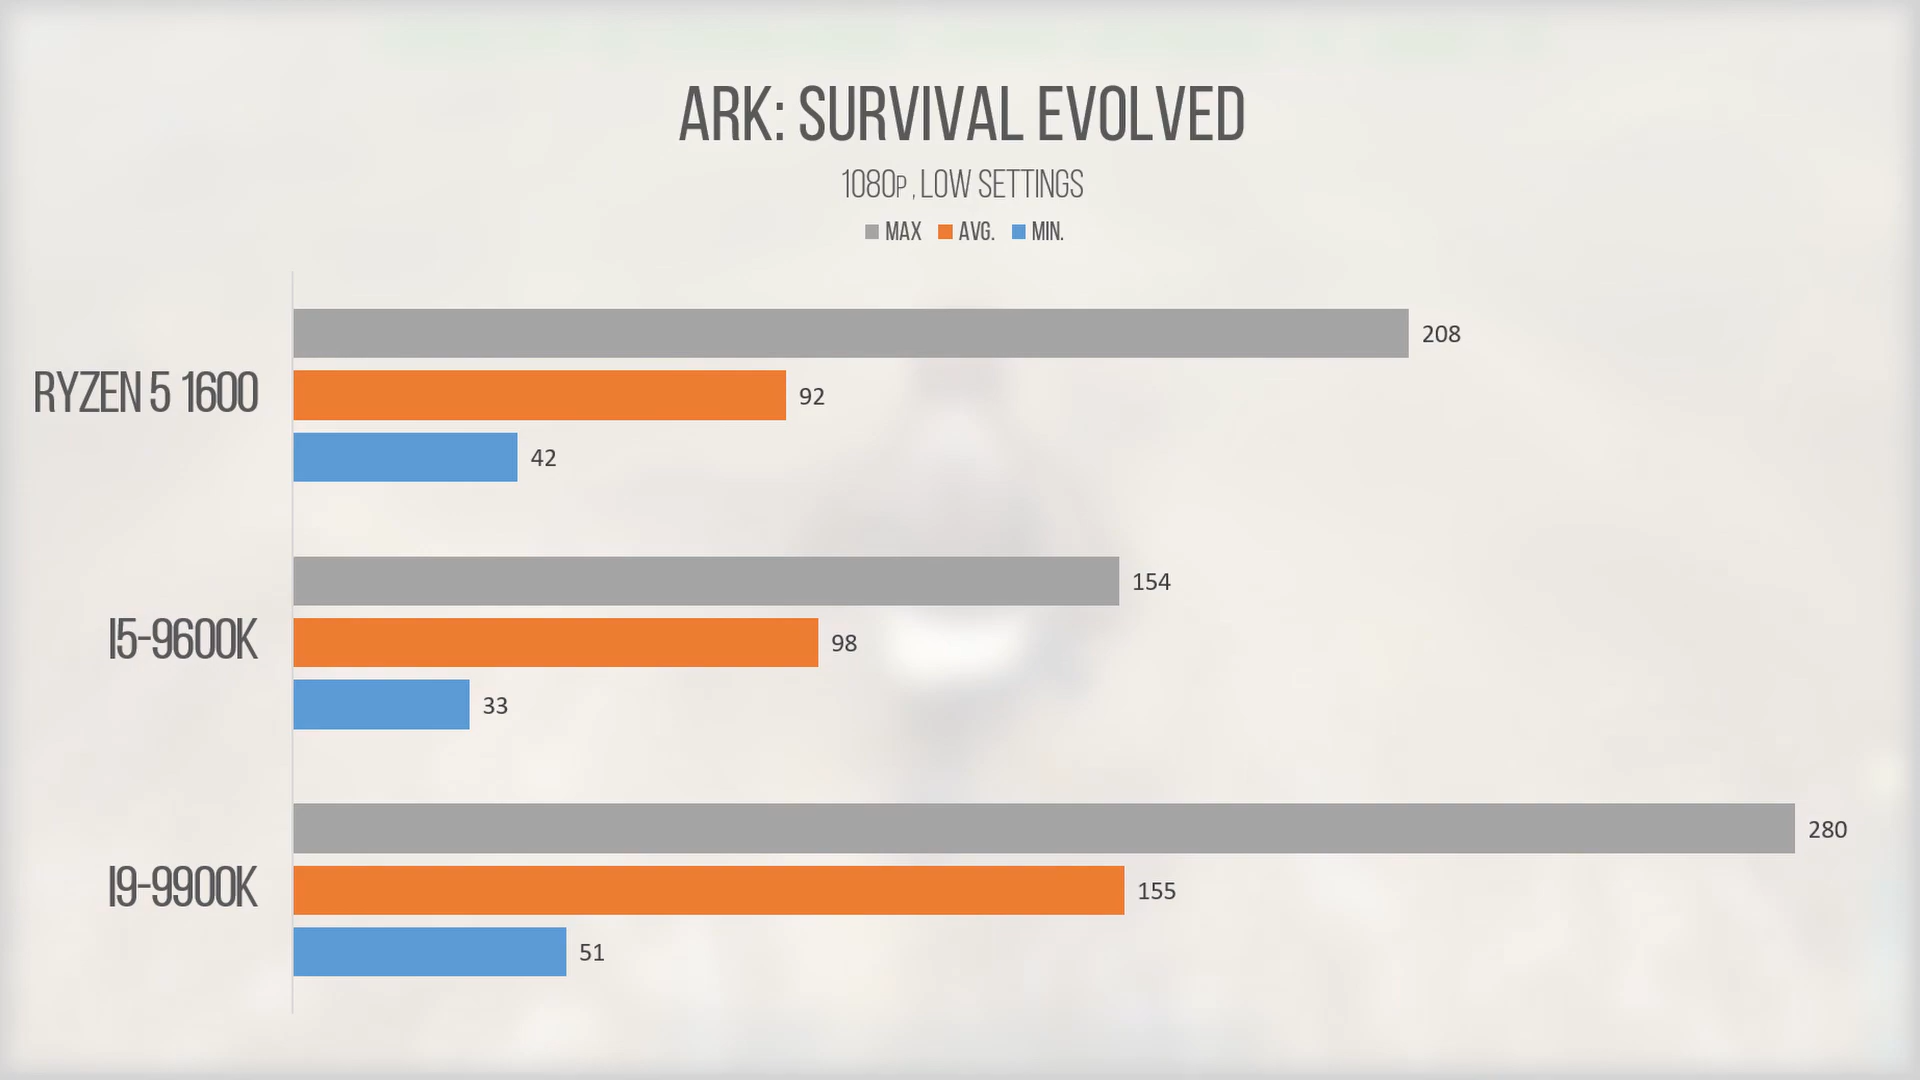 ARK: SURVIVAL EVOLVED
1080P, LOW SETTINGS
MAX AVG. MIN.
208
RYZEN 5 1600
92
42
154
I5-9600K
98
33
280
I9-9900K
155
51